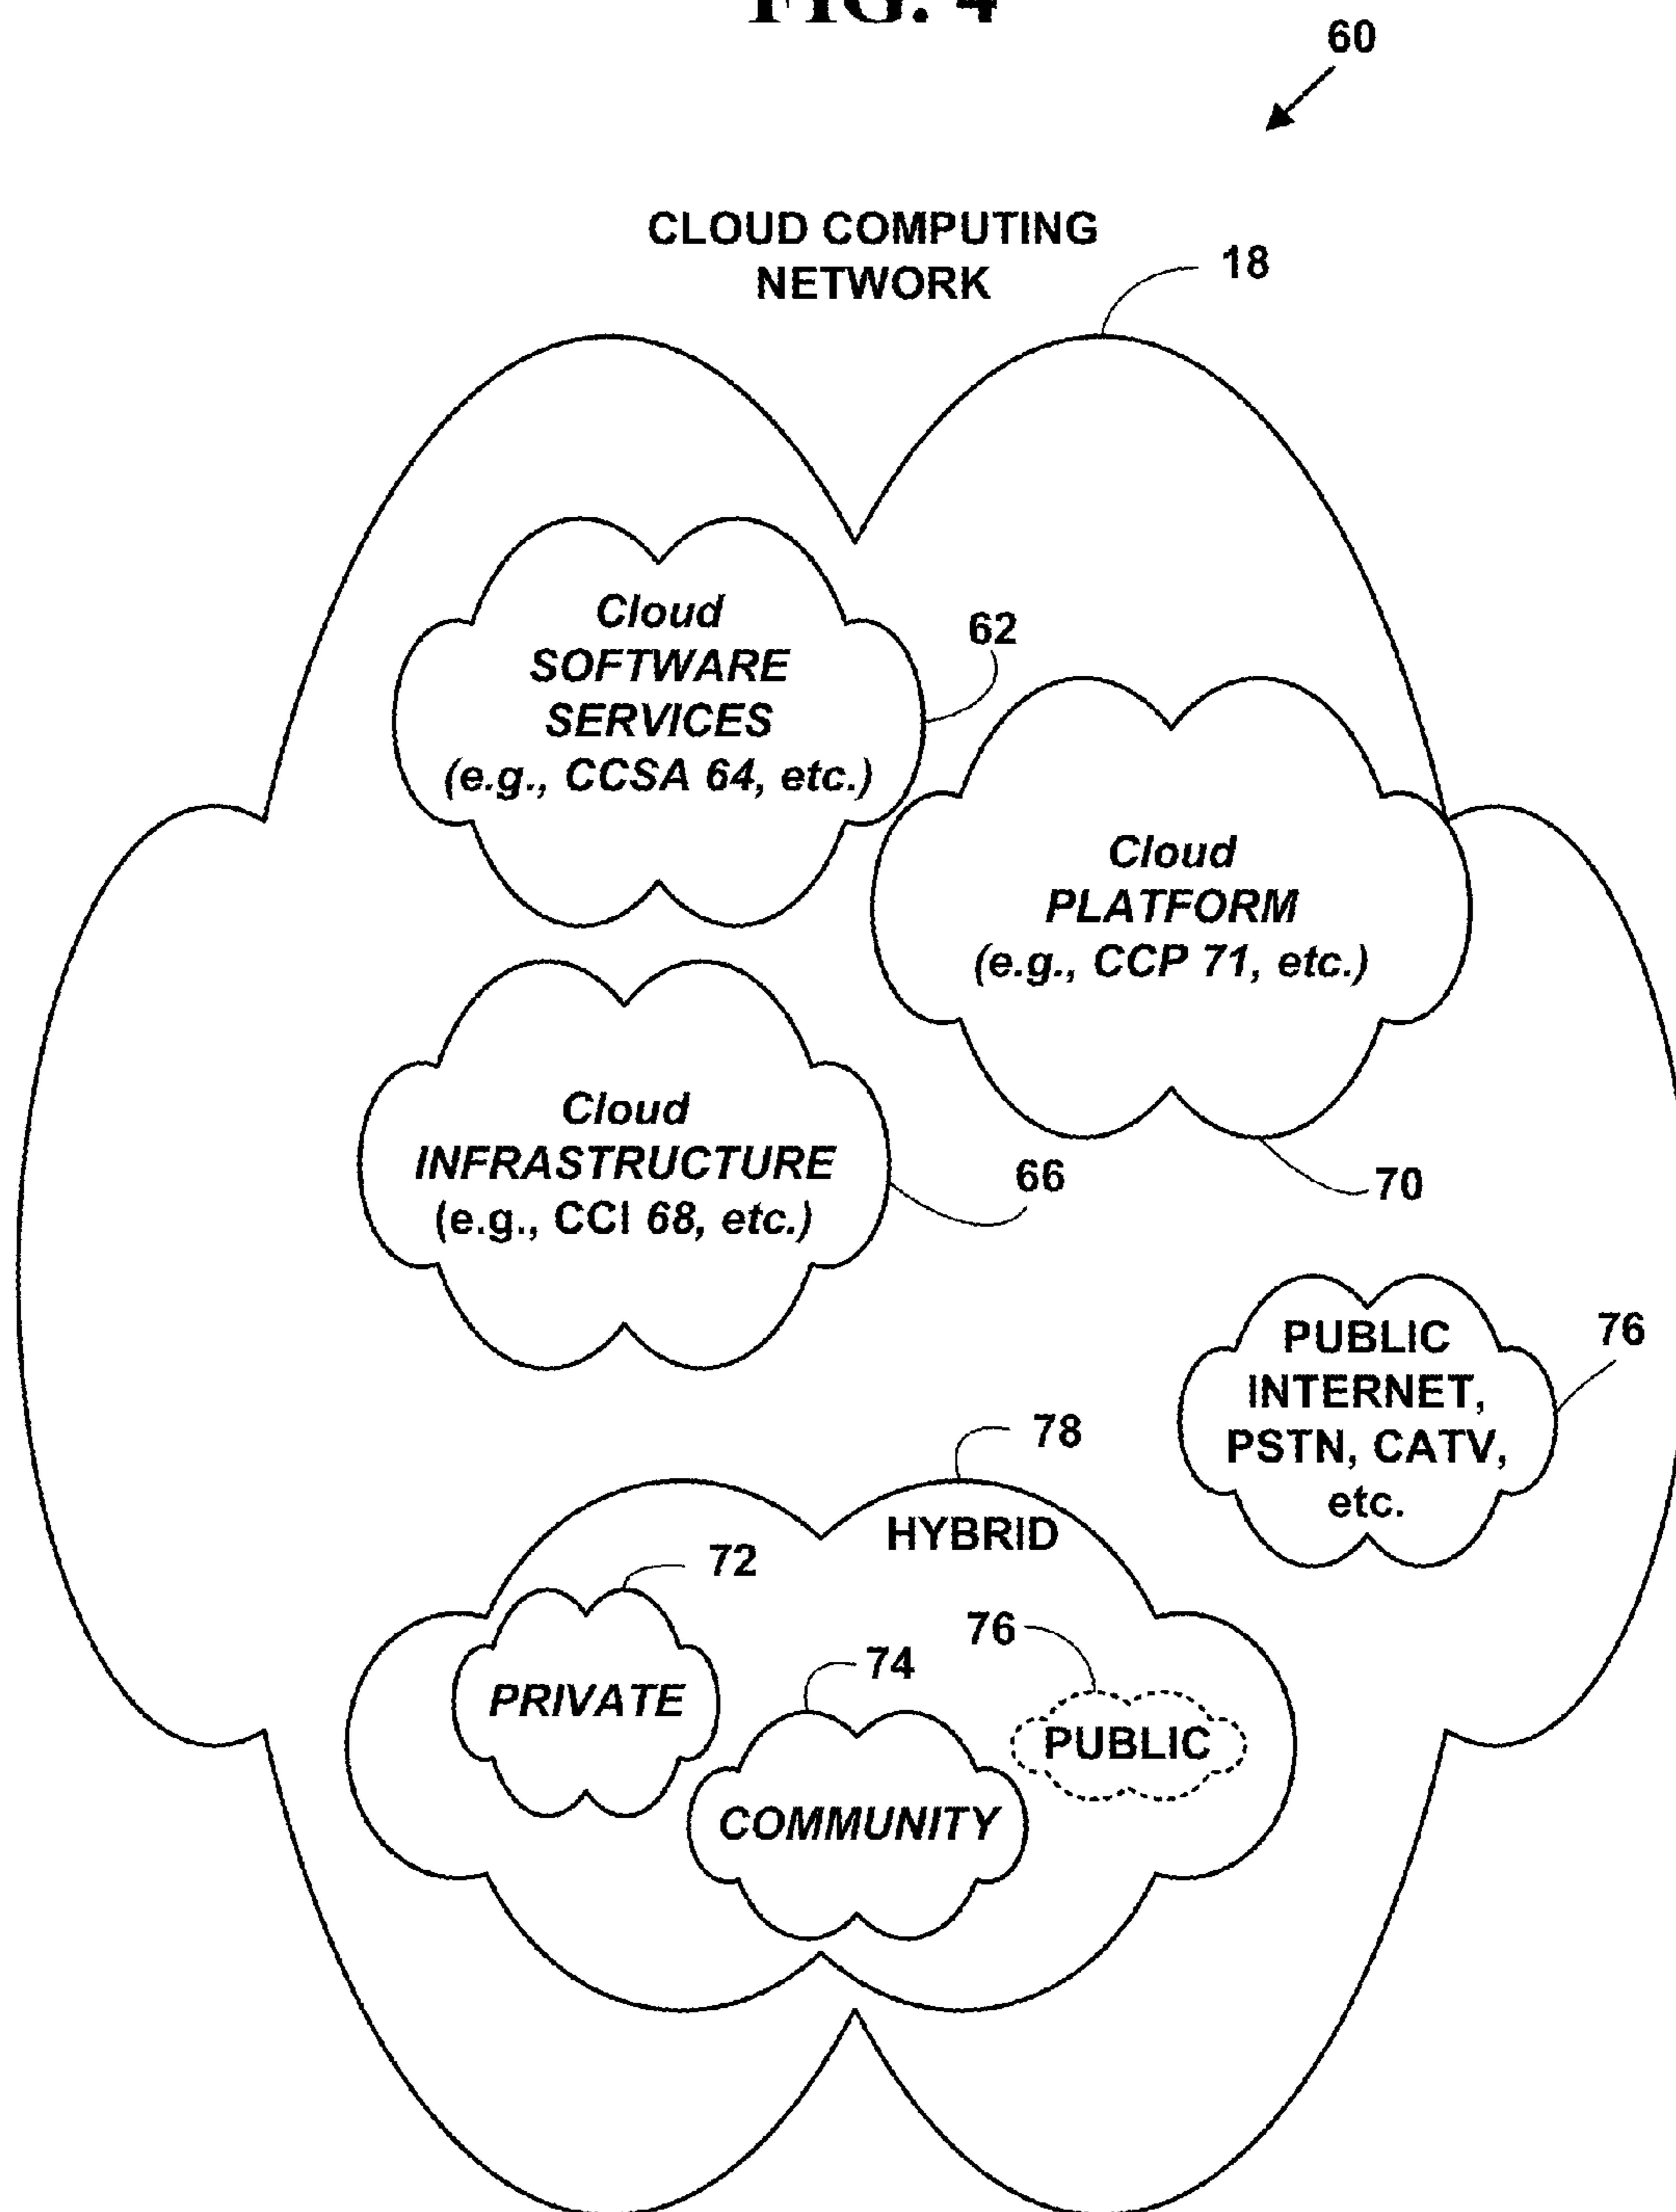 FIG. 4
60
CLOUD COMPUTING
NETWORK
18
Cloud
SOFTWARE
SERVICES
(e.g., CCSA 64, etc.)
62
Cloud
PLATFORM
(e.g., CCP 71, etc.)
70
Cloud
INFRASTRUCTURE
(e.g., CCI 68, etc.)
66
PUBLIC
INTERNET,
PSTN, CATV,
etc.
76
78
HYBRID
72
PRIVATE
74
COMMUNITY
76
PUBLIC